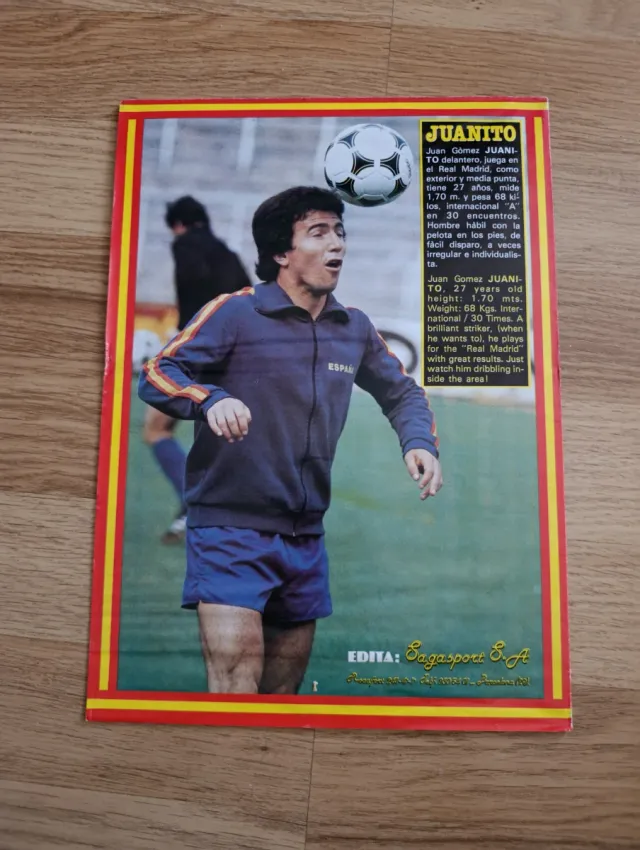 JUANITO
Juan Gòmez JUANI-
TO delantero, juega en
el Real Madrid, como
exterior y media punta,
tiene 27 años, mide
1,70 m. y pesa 68 ki-
los, internacional "A"
en 30 encuentros.
Hombre hábil con la
pelota en los pies, de
fácil disparo, a veces
irregular e individualis-
ta.
Juan Gomez JUANI-
TO, 27 years old
height: 1.70 mts.
Weight: 68 Kgs. Inter-
national / 30 Times. A
brilliant striker, (when
he wants to), he plays
for the "Real Madrid"
with great results. Just
watch him dribbling in-
side the area!
ESPAÑA
EDITA: Sagasport S.A